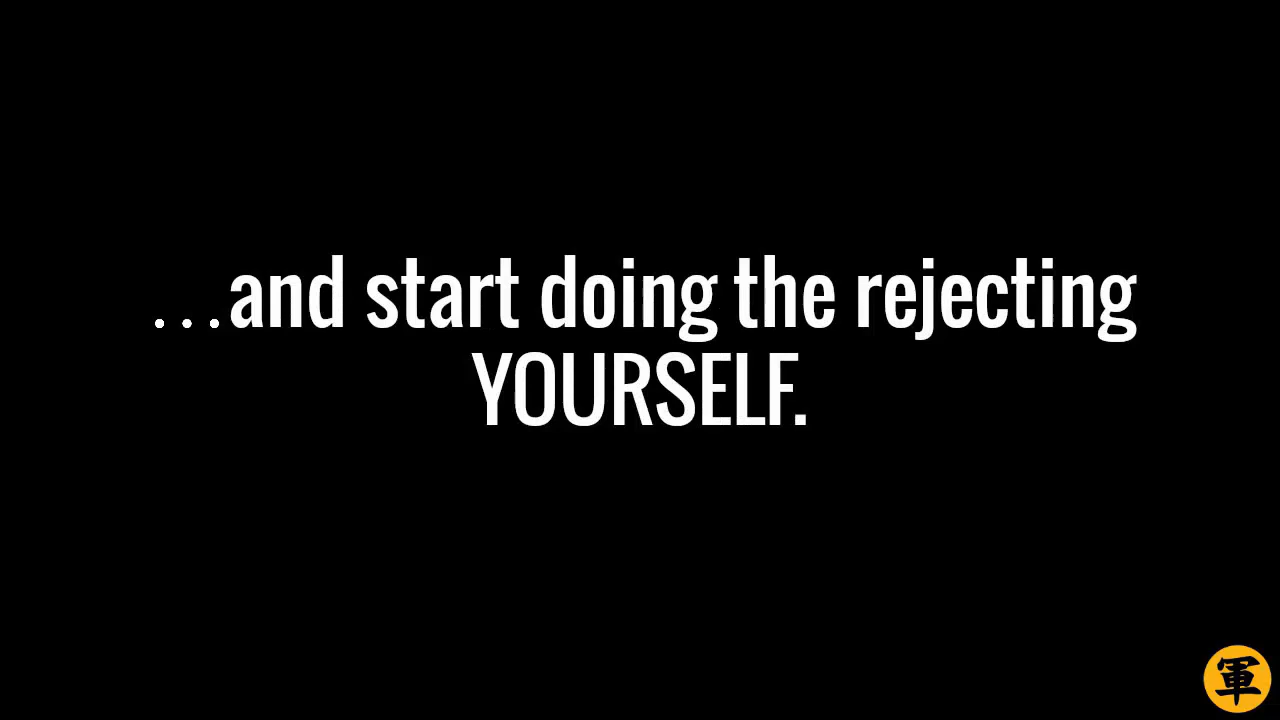 ...and start doing the rejecting
YOURSELF.
軍